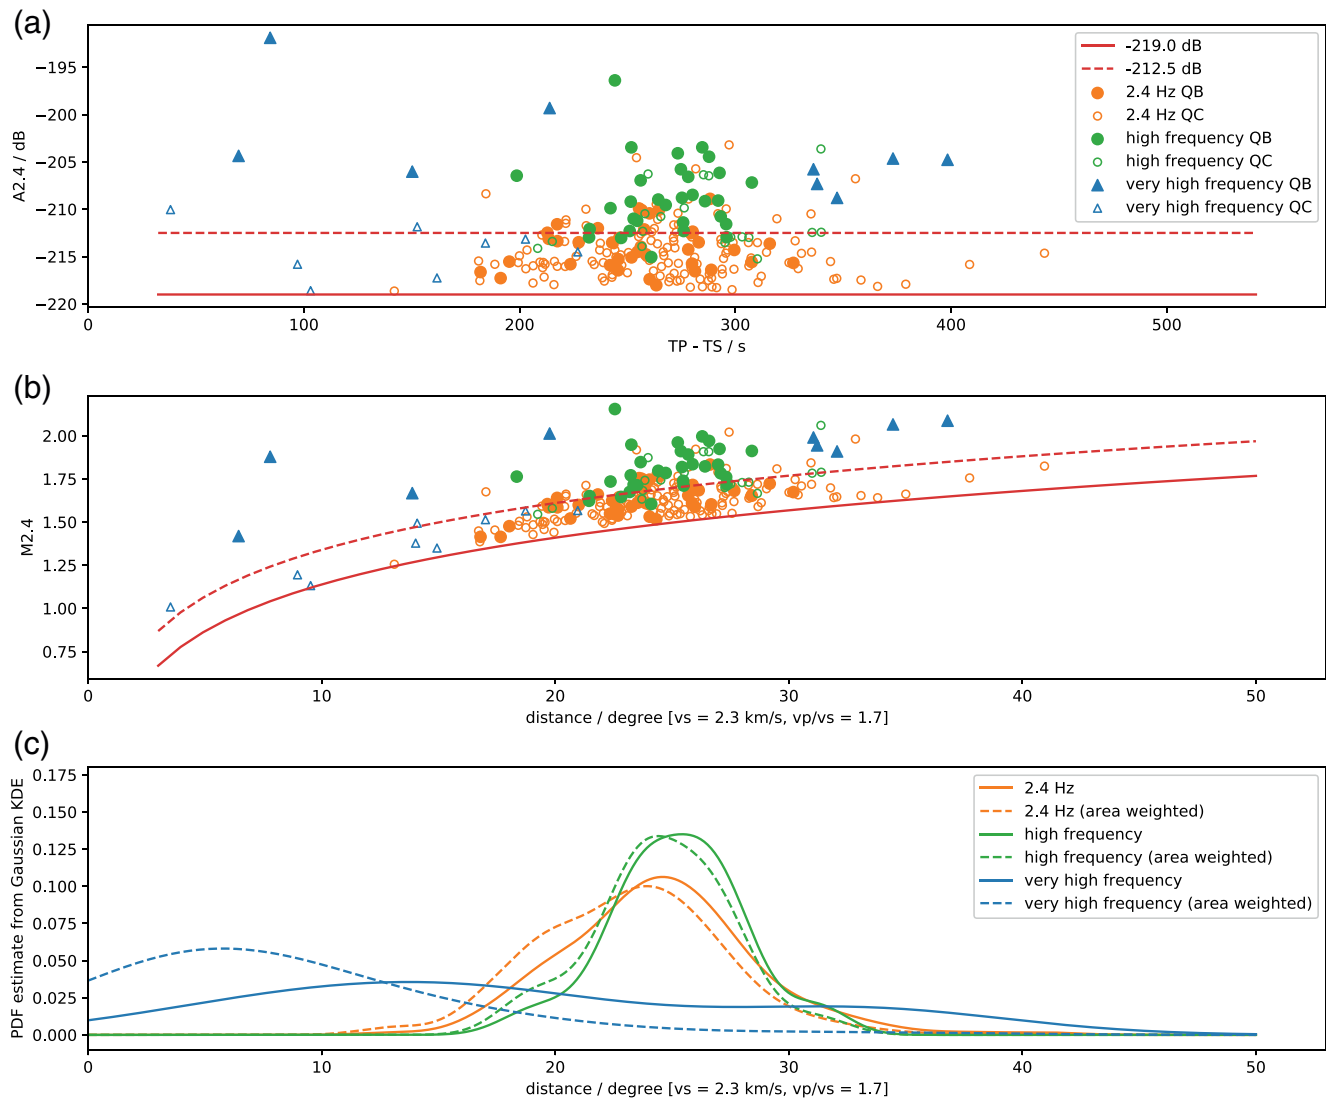 (a)
A2.4 / dB
−195
−200
−205
−210
−215
−220
0
100
200
300
400
500
TP - TS / s
-219.0 dB
-212.5 dB
2.4 Hz QB
2.4 Hz QC
high frequency QB
high frequency QC
very high frequency QB
very high frequency QC
(b)
M2.4
2.00
1.75
1.50
1.25
1.00
0.75
0
10
20
30
40
50
distance / degree [vs = 2.3 km/s, vp/vs = 1.7]
(c)
PDF estimate from Gaussian KDE
0.175
0.150
0.125
0.100
0.075
0.050
0.025
0.000
0
10
20
30
40
50
distance / degree [vs = 2.3 km/s, vp/vs = 1.7]
2.4 Hz
2.4 Hz (area weighted)
high frequency
high frequency (area weighted)
very high frequency
very high frequency (area weighted)